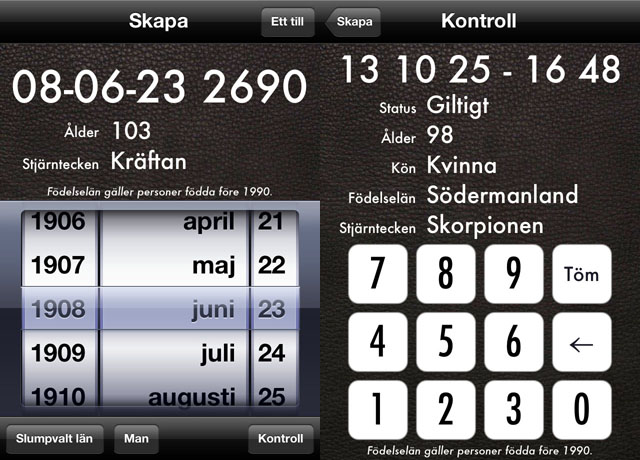 Skapa
Ett till
08-06-23 2690
Ålder 103
Stjärntecken Kräftan
Födelselän gäller personer födda före 1990.
1906 april 21
1907 maj 22
1908 juni 23
1909 juli 24
1910 augusti 25
Slumpvalt län
Man
Kontroll
Skapa
Kontroll
13 10 25 - 16 48
Status Giltigt
Ålder 98
Kön Kvinna
Födelselän Södermanland
Stjärntecken Skorpionen
7 8 9 Töm
4 5 6 ←
1 2 3 0
Födelselän gäller personer födda före 1990.